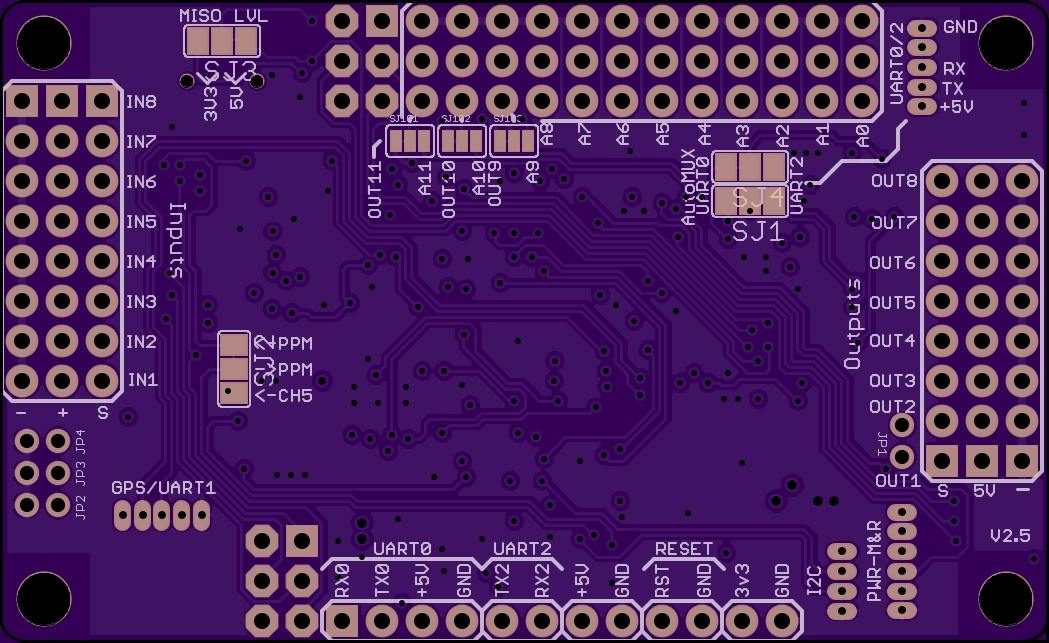 MISO LVL
SJ3
3V3
5V
GND
UART0/2
RX
TX
+5V
IN8
IN7
IN6
IN5
IN4
IN3
IN2
IN1
- + S
Inputs
SJ101
SJ102
SJ103
OUT11
A11
OUT10
A10
OUT9
A9
A8
A7
A6
A5
A4
A3
A2
A1
A0
AutoMUX
UART0
UART2
SJ4
SJ1
OUT8
OUT7
OUT6
OUT5
OUT4
OUT3
OUT2
OUT1
Outputs
JP1
S 5V -
<-PPM
->PPM
<-CH5
SJ2
JP4
JP3
JP2
GPS/UART1
UART0
UART2
RESET
RX0
TX0
+5V
GND
TX2
RX2
+5V
GND
RST
GND
3v3
GND
I2C
PWR-M&R
V2.5